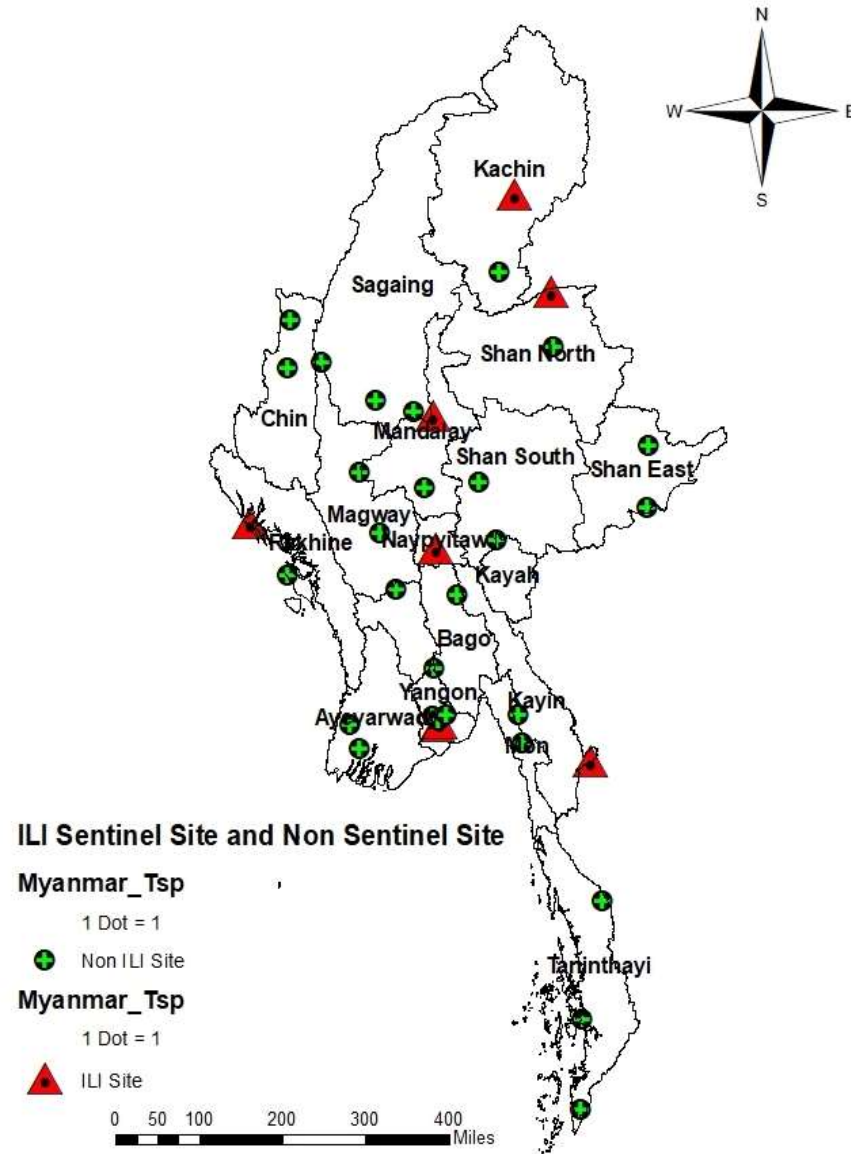 N
W
E
S
Kachin
Sagaing
Shan North
Chin
Mandalay
Shan South
Shan East
Magway
Naypyitaw
Rakhine
Kayah
Bago
Yangon
Kayin
Ayeyarwady
Mon
ILI Sentinel Site and Non Sentinel Site
Myanmar_Tsp
1 Dot = 1
Non ILI Site
Taninthayi
Myanmar_Tsp
1 Dot = 1
ILI Site
0 50 100 200 300 400
Miles